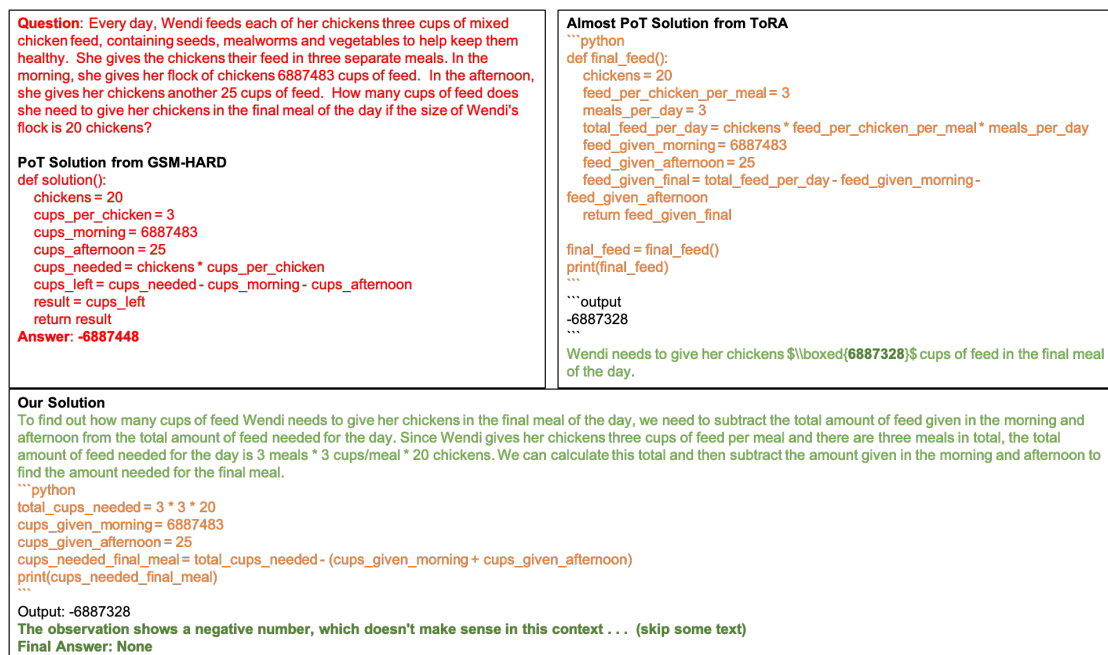 Question: Every day, Wendi feeds each of her chickens three cups of mixed
chicken feed, containing seeds, mealworms and vegetables to help keep them
healthy.  She gives the chickens their feed in three separate meals. In the
morning, she gives her flock of chickens 6887483 cups of feed.  In the afternoon,
she gives her chickens another 25 cups of feed.  How many cups of feed does
she need to give her chickens in the final meal of the day if the size of Wendi's
flock is 20 chickens?
PoT Solution from GSM-HARD
def solution():
    chickens = 20
    cups_per_chicken = 3
    cups_morning = 6887483
    cups_afternoon = 25
    cups_needed = chickens * cups_per_chicken
    cups_left = cups_needed - cups_morning - cups_afternoon
    result = cups_left
    return result
Answer: -6887448
Almost PoT Solution from ToRA
```python
def final_feed():
    chickens = 20
    feed_per_chicken_per_meal = 3
    meals_per_day = 3
    total_feed_per_day = chickens * feed_per_chicken_per_meal * meals_per_day
    feed_given_morning = 6887483
    feed_given_afternoon = 25
    feed_given_final = total_feed_per_day - feed_given_morning -
feed_given_afternoon
    return feed_given_final
final_feed = final_feed()
print(final_feed)
```
```output
-6887328
```
Wendi needs to give her chickens $\\boxed{6887328}$ cups of feed in the final meal
of the day.
Our Solution
To find out how many cups of feed Wendi needs to give her chickens in the final meal of the day, we need to subtract the total amount of feed given in the morning and
afternoon from the total amount of feed needed for the day. Since Wendi gives her chickens three cups of feed per meal and there are three meals in total, the total
amount of feed needed for the day is 3 meals * 3 cups/meal * 20 chickens. We can calculate this total and then subtract the amount given in the morning and afternoon to
find the amount needed for the final meal.
```python
total_cups_needed = 3 * 3 * 20
cups_given_morning = 6887483
cups_given_afternoon = 25
cups_needed_final_meal = total_cups_needed - (cups_given_morning + cups_given_afternoon)
print(cups_needed_final_meal)
```
Output: -6887328
The observation shows a negative number, which doesn't make sense in this context . . .  (skip some text)
Final Answer: None